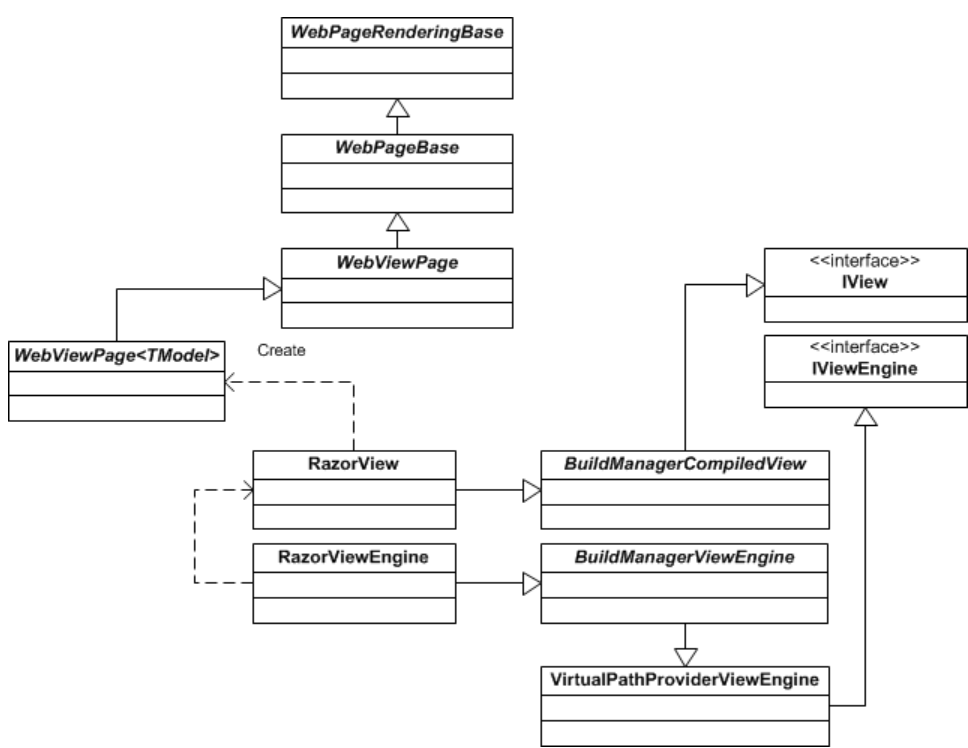 WebPageRenderingBase
WebPageBase
WebViewPage
<<interface>>
IView
WebViewPage<TModel>
Create
<<interface>>
IViewEngine
RazorView
BuildManagerCompiledView
RazorViewEngine
BuildManagerViewEngine
VirtualPathProviderViewEngine